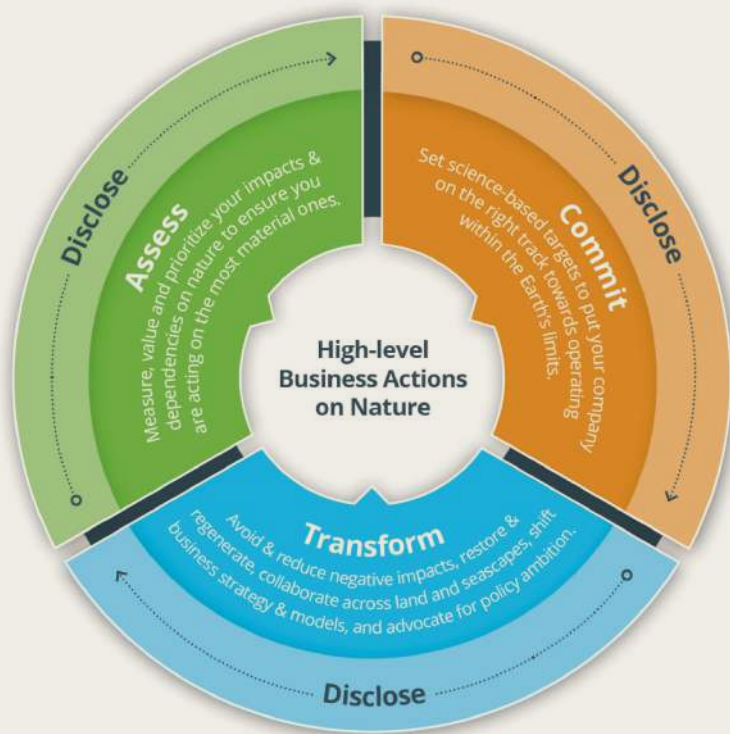 High-level
Business Actions
on Nature
Disclose
Assess
Measure, value and prioritize your impacts &
dependencies on nature to ensure you
are acting on the most material ones.
Disclose
Commit
Set science-based targets to put your company
on the right track towards operating
within the Earth's limits.
Transform
Avoid & reduce negative impacts, restore &
regenerate, collaborate across land and seascapes, shift
business strategy & models, and advocate for policy ambition.
Disclose